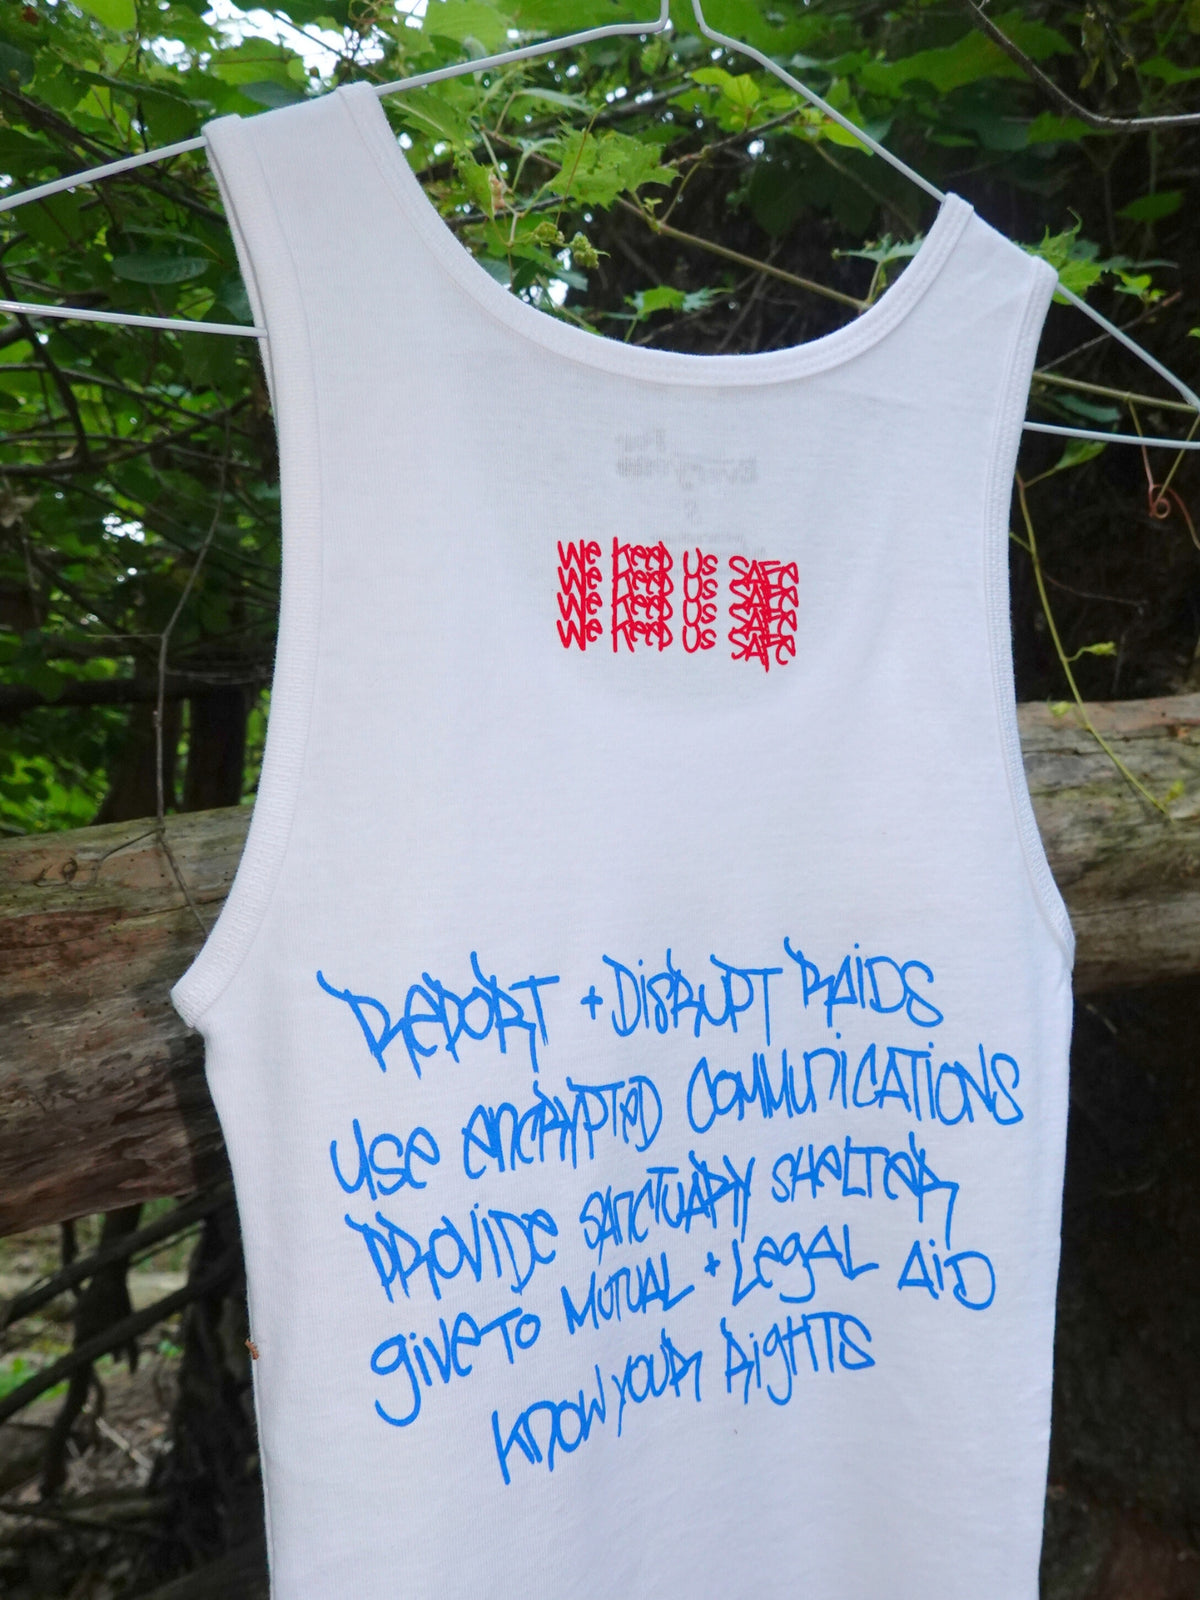 We Keep Us SAFE
We Keep Us SAFE
We Keep Us SAFE
We Keep Us SAFE
RePORT + DiSRUPT RAiDS
USe encRYPTeD COMMUniCATiOnS
PROViDe SAnCTUARY SHeLTeR
giVe TO MUTUAL + LegAL AiD
KnOW YOUR RigHTS